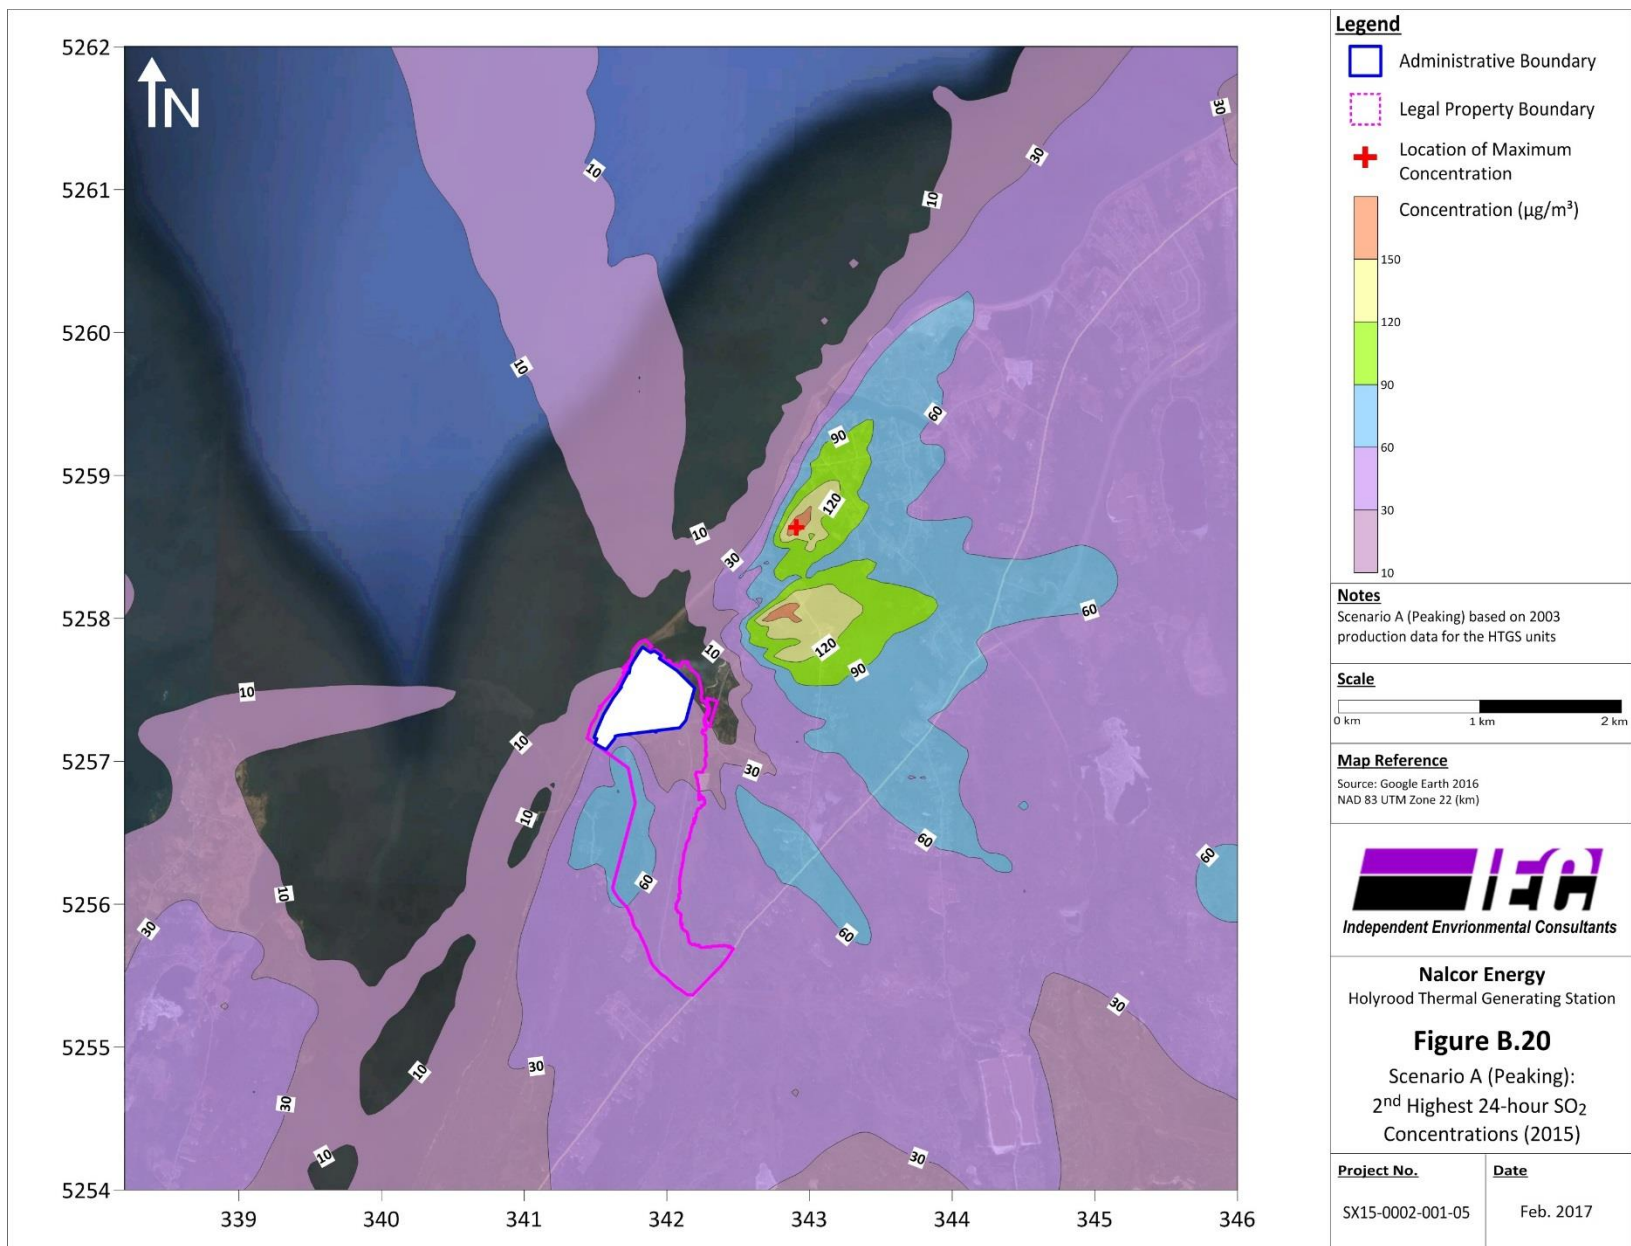 5262
5261
5260
5259
5258
5257
5256
5255
5254
339
340
341
342
343
344
345
346
N
10
10
10
30
30
10
60
90
120
10
30
60
120
90
10
10
10
30
10
60
60
60
60
30
10
30
10
30
30
10
30
Legend
Administrative Boundary
Legal Property Boundary
Location of Maximum
Concentration
Concentration (µg/m³)
150
120
90
60
30
10
Notes
Scenario A (Peaking) based on 2003
production data for the HTGS units
Scale
0 km 1 km 2 km
Map Reference
Source: Google Earth 2016
NAD 83 UTM Zone 22 (km)
IEC
Independent Envrionmental Consultants
Nalcor Energy
Holyrood Thermal Generating Station
Figure B.20
Scenario A (Peaking):
2nd Highest 24-hour SO2
Concentrations (2015)
Project No.
SX15-0002-001-05
Date
Feb. 2017